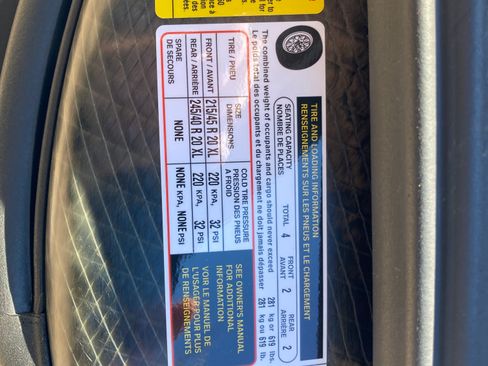 TIRE AND LOADING INFORMATION
RENSEIGNEMENTS SUR LES PNEUS ET LE CHARGEMENT
SEATING CAPACITY
NOMBRE DE PLACES
TOTAL 4
FRONT
AVANT 2
REAR
ARRIÈRE 2
The combined weight of occupants and cargo should never exceed 281 kg or 619 lbs.
Le poids total des occupants et du chargement ne doit jamais dépasser 281 kg ou 619 lb.
TIRE / PNEU
SIZE
DIMENSIONS
COLD TIRE PRESSURE
PRESSION DES PNEUS
A FROID
FRONT / AVANT 215/45 R 20 XL 220 KPA, 32 PSI
REAR / ARRIÈRE 245/40 R 20 XL 220 KPA, 32 PSI
SPARE
DE SECOURS NONE NONE KPA, NONE PSI
SEE OWNER'S MANUAL
FOR ADDITIONAL
INFORMATION
VOIR LE MANUEL DE
L'USAGER POUR PLUS
DE RENSEIGNEMENTS